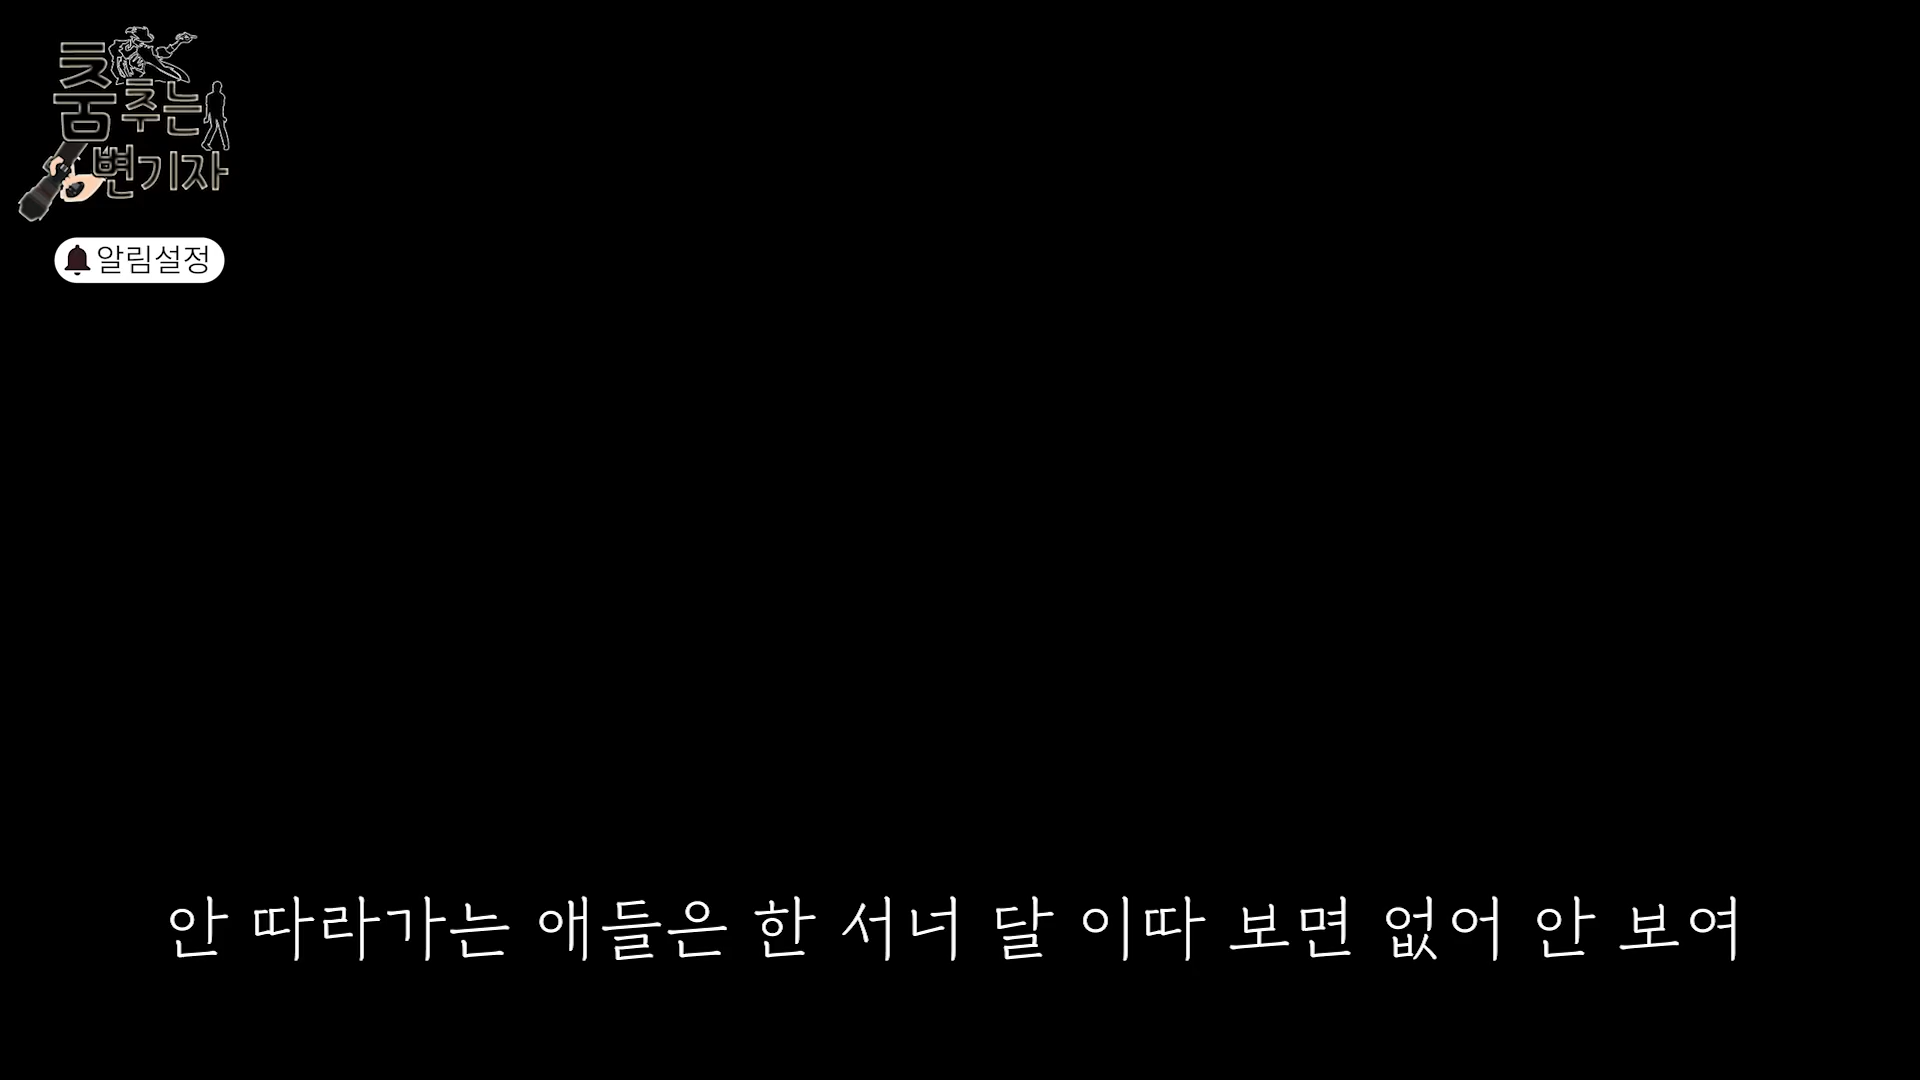 춤추는
변기자
알림설정
안 따라가는 애들은 한 서너 달 이따 보면 없어 안 보여